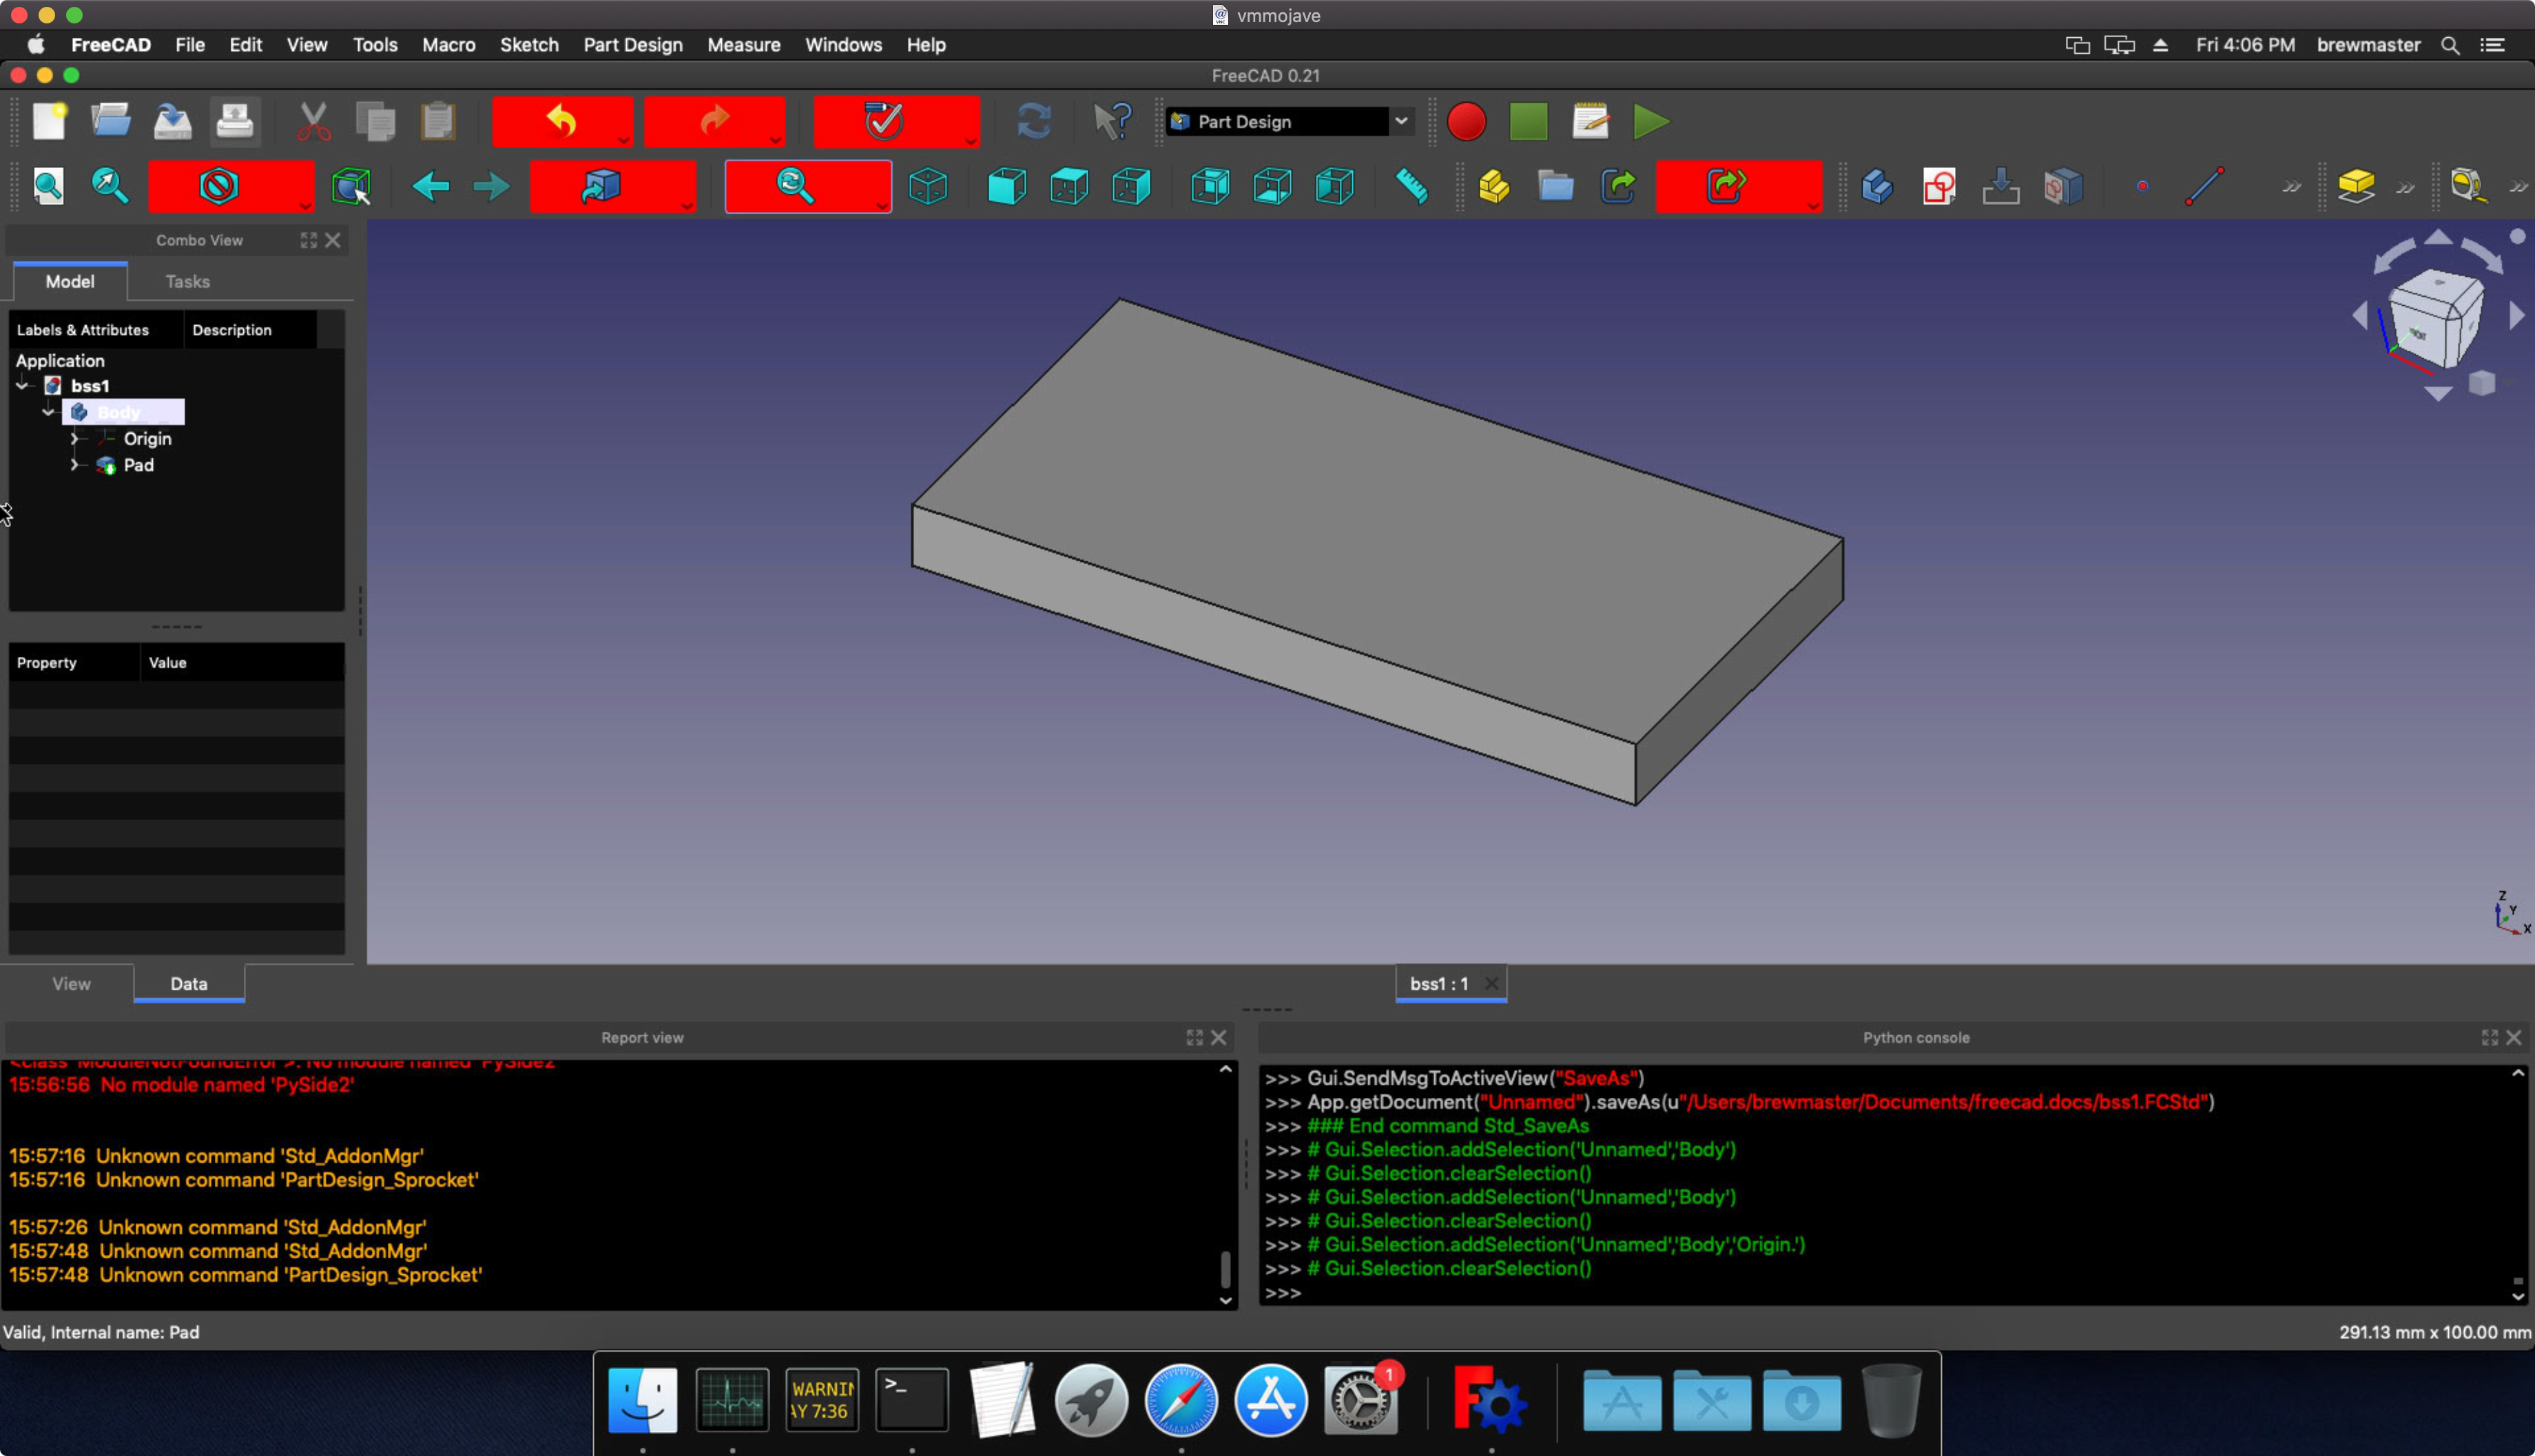 vmmojave
FreeCAD File Edit View Tools Macro Sketch Part Design Measure Windows Help
Fri 4:06 PM brewmaster
FreeCAD 0.21
Part Design
Combo View
Model Tasks
Labels & Attributes Description
Application
bss1
Body
Origin
Pad
Property Value
View Data
bss1 : 1
Z
Y
X
Report view
<class 'ModuleNotFoundError'>: No module named 'PySide2'
15:56:56 No module named 'PySide2'
15:57:16 Unknown command 'Std_AddonMgr'
15:57:16 Unknown command 'PartDesign_Sprocket'
15:57:26 Unknown command 'Std_AddonMgr'
15:57:48 Unknown command 'Std_AddonMgr'
15:57:48 Unknown command 'PartDesign_Sprocket'
Python console
>>> Gui.SendMsgToActiveView("SaveAs")
>>> App.getDocument("Unnamed").saveAs(u"/Users/brewmaster/Documents/freecad.docs/bss1.FCStd")
>>> ### End command Std_SaveAs
>>> # Gui.Selection.addSelection('Unnamed','Body')
>>> # Gui.Selection.clearSelection()
>>> # Gui.Selection.addSelection('Unnamed','Body')
>>> # Gui.Selection.clearSelection()
>>> # Gui.Selection.addSelection('Unnamed','Body','Origin.')
>>> # Gui.Selection.clearSelection()
>>>
Valid, Internal name: Pad
291.13 mm x 100.00 mm
WARNIN
AY 7:36
>_
1